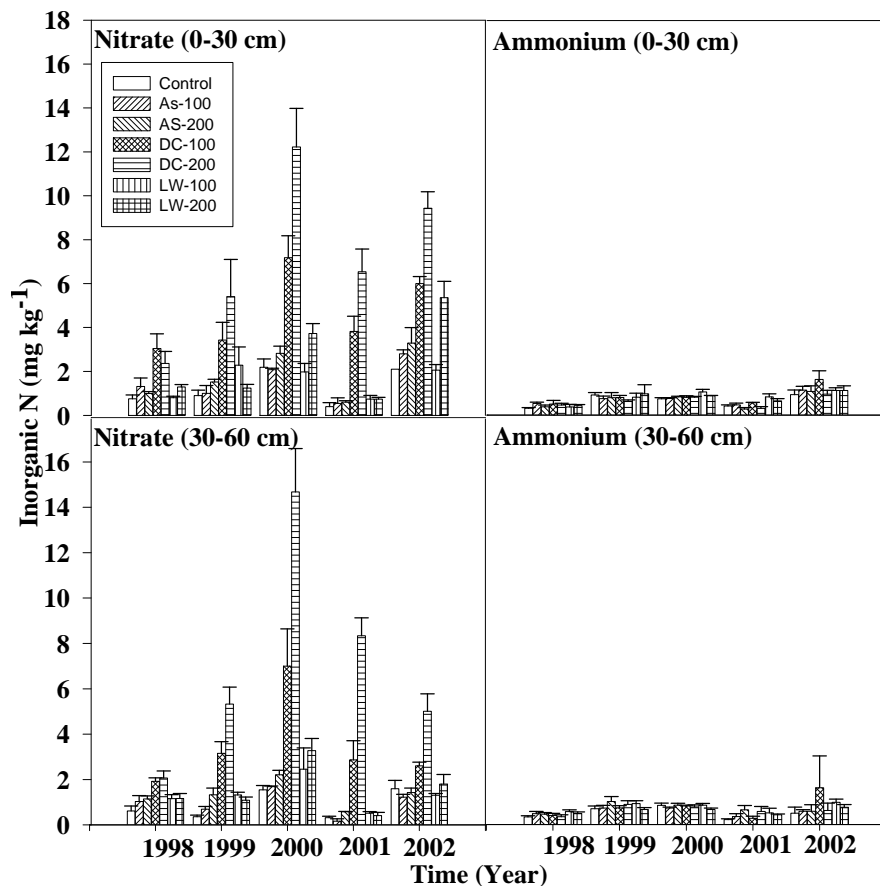 Nitrate (0-30 cm)
Ammonium (0-30 cm)
Control
As-100
AS-200
DC-100
DC-200
LW-100
LW-200
18
16
14
12
10
8
6
4
2
0
Inorganic N (mg kg-1)
Nitrate (30-60 cm)
Ammonium (30-60 cm)
16
14
12
10
8
6
4
2
0
1998 1999 2000 2001 2002 1998 1999 2000 2001 2002
Time (Year)